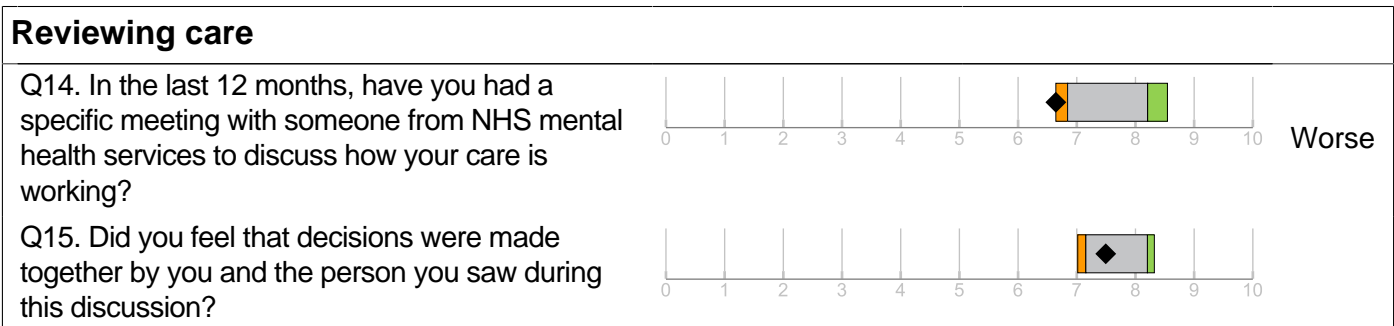 Reviewing care
Q14. In the last 12 months, have you had a
specific meeting with someone from NHS mental
health services to discuss how your care is
working?
0 1 2 3 4 5 6 7 8 9 10
Worse
Q15. Did you feel that decisions were made
together by you and the person you saw during
this discussion?
0 1 2 3 4 5 6 7 8 9 10